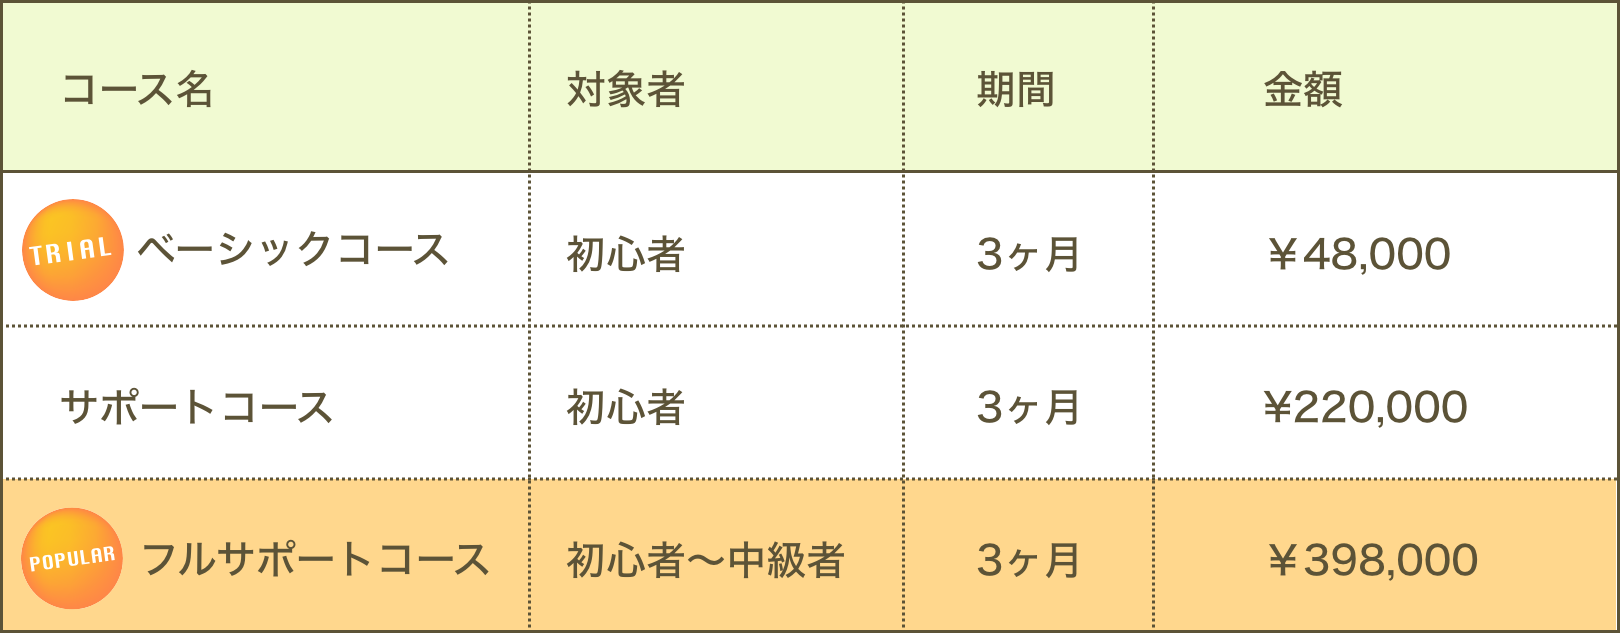 コース名 対象者 期間 金額
TRIAL ベーシックコース 初心者 3ヶ月 ￥48,000
サポートコース 初心者 3ヶ月 ¥220,000
POPULAR フルサポートコース 初心者〜中級者 3ヶ月 ￥398,000